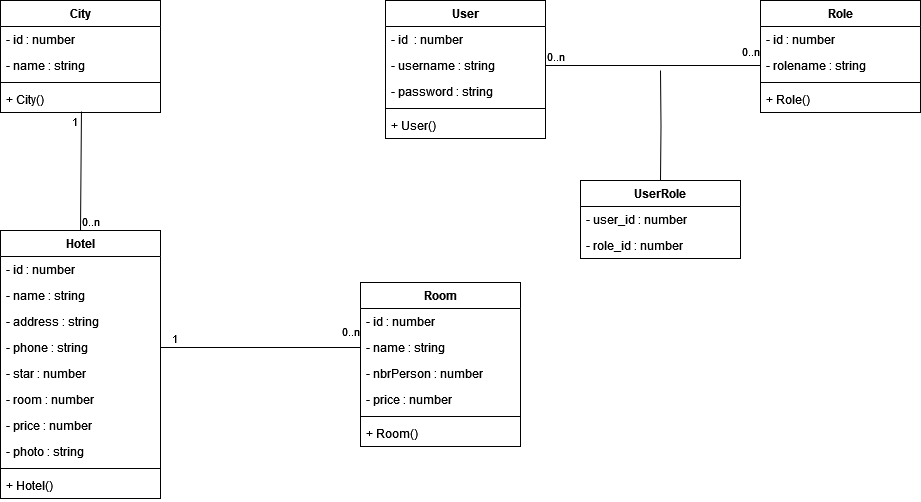 City
- id : number
- name : string
+ City()
1
0..n
Hotel
- id : number
- name : string
- address : string
- phone : string
- star : number
- room : number
- price : number
- photo : string
+ Hotel()
1
0..n
Room
- id : number
- name : string
- nbrPerson : number
- price : number
+ Room()
User
- id : number
- username : string
- password : string
+ User()
0..n
0..n
Role
- id : number
- rolename : string
+ Role()
UserRole
- user_id : number
- role_id : number